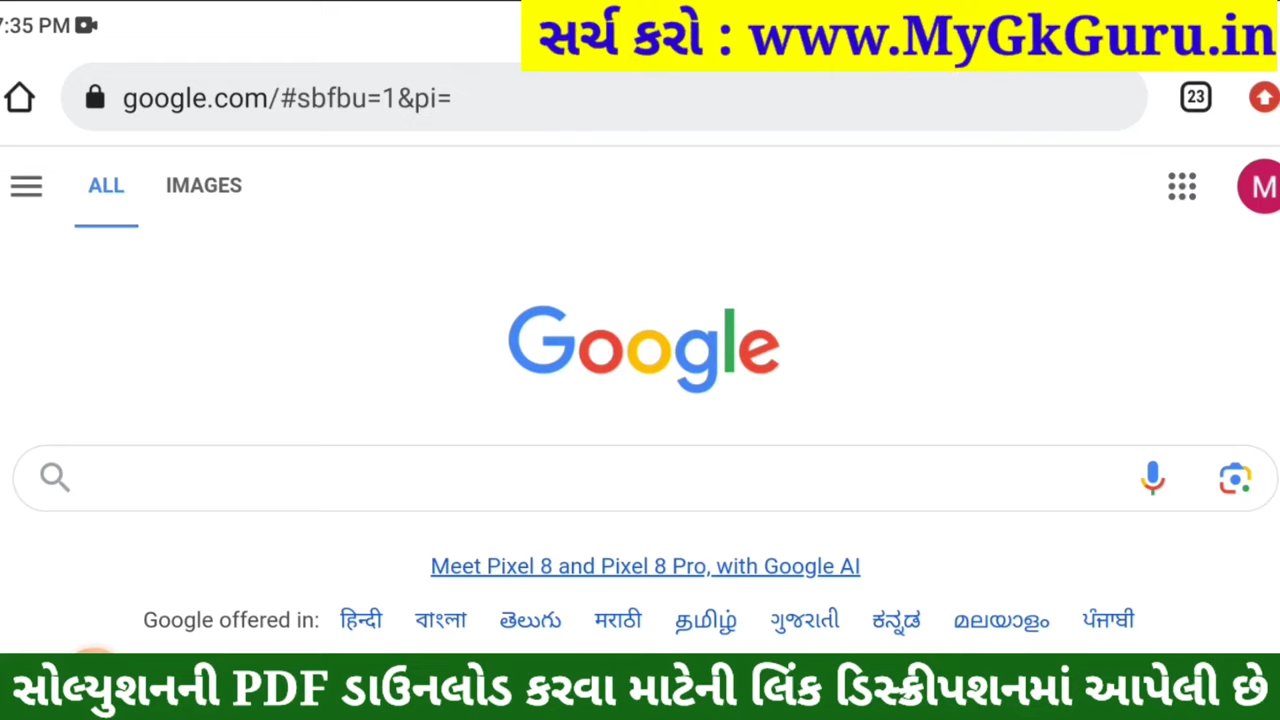 7:35 PM
સર્ચ કરો : www.MyGkGuru.in
google.com/#sbfbu=1&pi=
23
ALL IMAGES
M
Google
Meet Pixel 8 and Pixel 8 Pro, with Google AI
Google offered in: हिन्दी বাংলা తెలుగు मराठी தமிழ் ગુજરાતી ಕನ್ನಡ മലയാളം ਪੰਜਾਬੀ
સોલ્યુશનની PDF ડાઉનલોડ કરવા માટેની લિંક ડિસ્ક્રીપશનમાં આપેલી છે